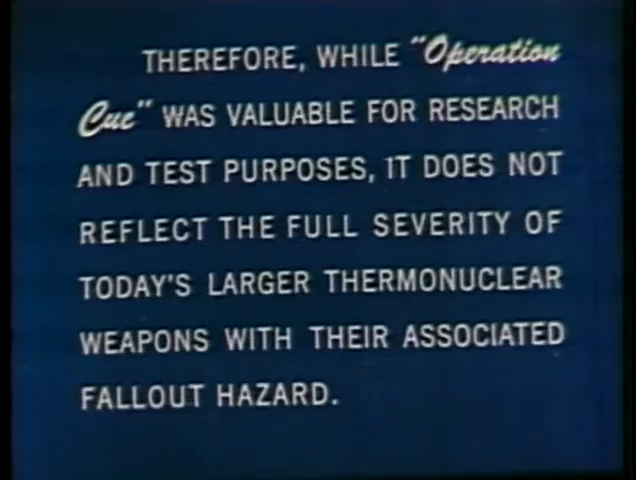 THEREFORE, WHILE "Operation
Cue" WAS VALUABLE FOR RESEARCH
AND TEST PURPOSES, IT DOES NOT
REFLECT THE FULL SEVERITY OF
TODAY'S LARGER THERMONUCLEAR
WEAPONS WITH THEIR ASSOCIATED
FALLOUT HAZARD.